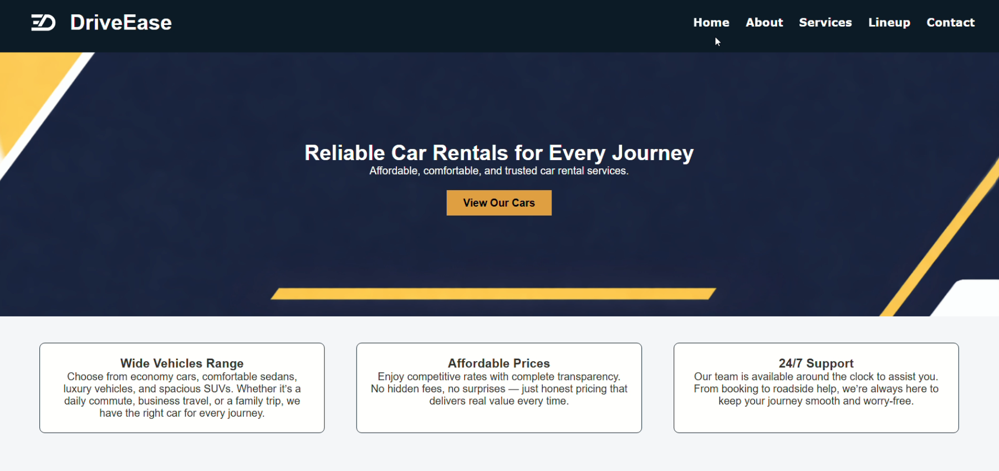 DriveEase
Home About Services Lineup Contact
Reliable Car Rentals for Every Journey
Affordable, comfortable, and trusted car rental services.
View Our Cars
Wide Vehicles Range
Choose from economy cars, comfortable sedans,
luxury vehicles, and spacious SUVs. Whether it’s a
daily commute, business travel, or a family trip, we
have the right car for every journey.
Affordable Prices
Enjoy competitive rates with complete transparency.
No hidden fees, no surprises — just honest pricing that
delivers real value every time.
24/7 Support
Our team is available around the clock to assist you.
From booking to roadside help, we’re always here to
keep your journey smooth and worry-free.